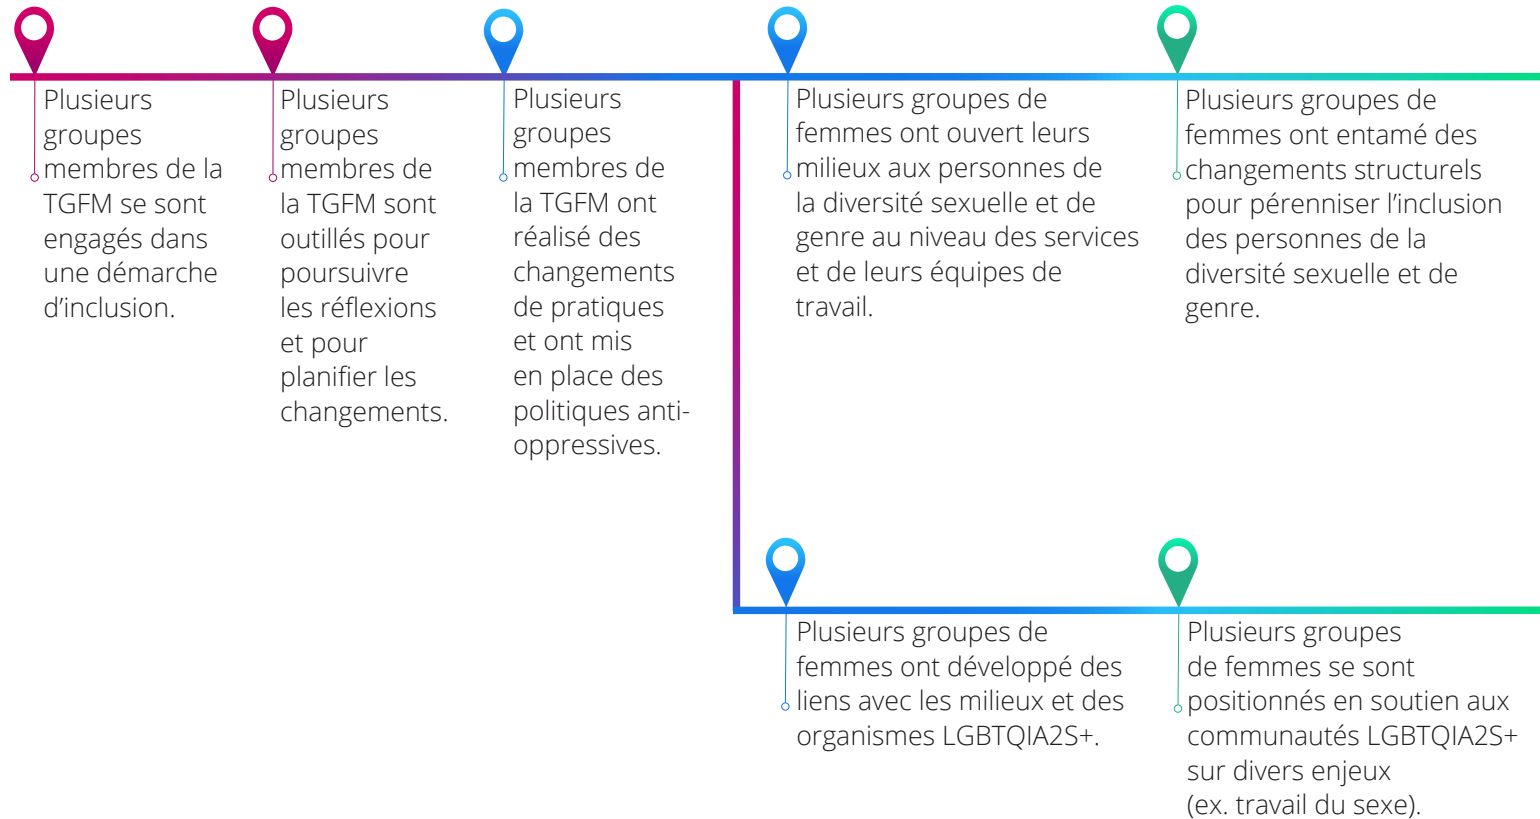 Plusieurs
groupes
membres de la
TGFM se sont
engagés dans
une démarche
d’inclusion.
Plusieurs
groupes
membres de
la TGFM sont
outillés pour
poursuivre
les réflexions
et pour
planifier les
changements.
Plusieurs
groupes
membres de
la TGFM ont
réalisé des
changements
de pratiques
et ont mis
en place des
politiques anti-
oppressives.
Plusieurs groupes de
femmes ont ouvert leurs
milieux aux personnes de
la diversité sexuelle et de
genre au niveau des services
et de leurs équipes de
travail.
Plusieurs groupes de
femmes ont entamé des
changements structurels
pour pérenniser l’inclusion
des personnes de la
diversité sexuelle et de
genre.
Plusieurs groupes de
femmes ont développé des
liens avec les milieux et des
organismes LGBTQIA2S+.
Plusieurs groupes
de femmes se sont
positionnés en soutien aux
communautés LGBTQIA2S+
sur divers enjeux
(ex. travail du sexe).